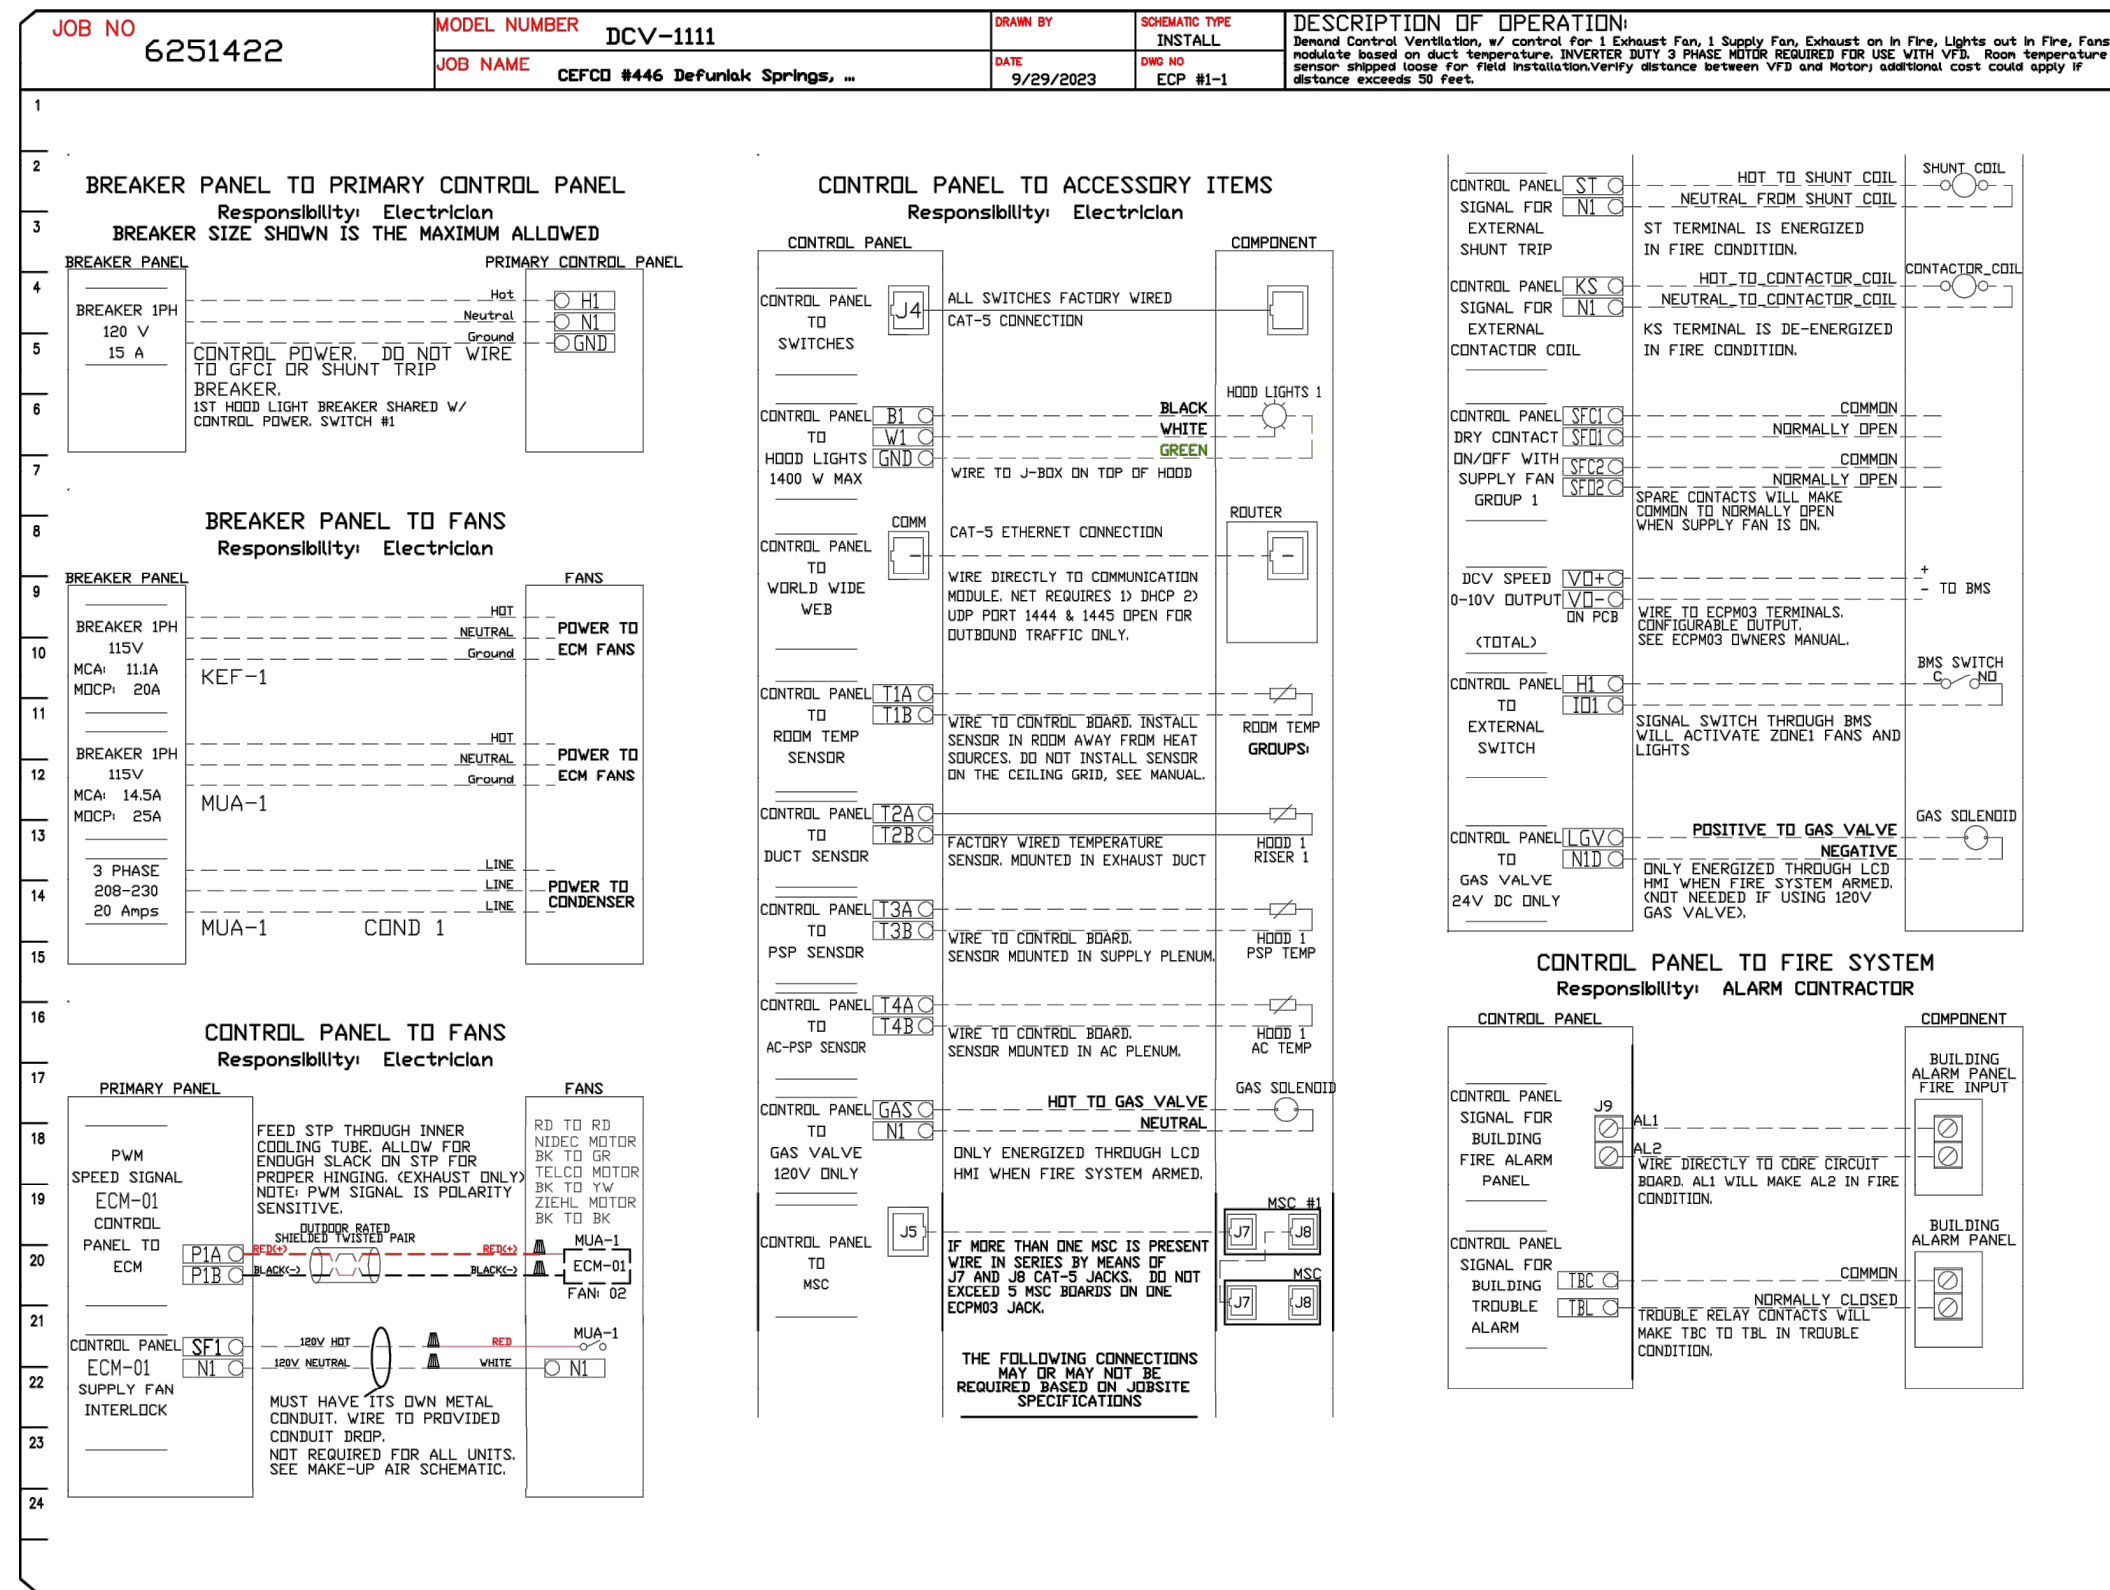 JOB NO
6251422
MODEL NUMBER DCV-1111
JOB NAME CEFCO #446 Defuniak Springs, ...
DRAWN BY
DATE
9/29/2023
SCHEMATIC TYPE
INSTALL
DWG NO
ECP #1-1
DESCRIPTION OF OPERATION:
Demand Control Ventilation, w/ control for 1 Exhaust Fan, 1 Supply Fan, Exhaust on in Fire, Lights out in Fire, Fans
modulate based on duct temperature. INVERTER DUTY 3 PHASE MOTOR REQUIRED FOR USE WITH VFD. Room temperature
sensor shipped loose for field installation.Verify distance between VFD and Motor; additional cost could apply if
distance exceeds 50 feet.
1
2
3
4
5
6
7
8
9
10
11
12
13
14
15
16
17
18
19
20
21
22
23
24
BREAKER PANEL TO PRIMARY CONTROL PANEL
Responsibility: Electrician
BREAKER SIZE SHOWN IS THE MAXIMUM ALLOWED
BREAKER PANEL
PRIMARY CONTROL PANEL
BREAKER 1PH
120 V
15 A
Hot
H1
Neutral
N1
Ground
GND
CONTROL POWER. DO NOT WIRE
TO GFCI OR SHUNT TRIP
BREAKER.
1ST HOOD LIGHT BREAKER SHARED W/
CONTROL POWER. SWITCH #1
BREAKER PANEL TO FANS
Responsibility: Electrician
BREAKER PANEL
FANS
BREAKER 1PH
115V
MCA: 11.1A
MOCP: 20A
HOT
NEUTRAL
Ground
POWER TO
ECM FANS
KEF-1
BREAKER 1PH
115V
MCA: 14.5A
MOCP: 25A
HOT
NEUTRAL
Ground
POWER TO
ECM FANS
MUA-1
3 PHASE
208-230
20 Amps
LINE
LINE
LINE
POWER TO
CONDENSER
MUA-1 COND 1
CONTROL PANEL TO FANS
Responsibility: Electrician
PRIMARY PANEL
FANS
PWM
SPEED SIGNAL
ECM-01
CONTROL
PANEL TO
ECM
P1A
P1B
FEED STP THROUGH INNER
COOLING TUBE. ALLOW FOR
ENOUGH SLACK ON STP FOR
PROPER HINGING. (EXHAUST ONLY)
NOTE: PWM SIGNAL IS POLARITY
SENSITIVE.
OUTDOOR RATED
SHIELDED TWISTED PAIR
RED(+)
RED(+)
BLACK(-)
BLACK(-)
RD TO RD
NIDEC MOTOR
BK TO GR
TELCO MOTOR
BK TO YW
ZIEHL MOTOR
BK TO BK
MUA-1
ECM-01
FAN: 02
CONTROL PANEL
ECM-01
SUPPLY FAN
INTERLOCK
SF1
N1
120V HOT
RED
120V NEUTRAL
WHITE
MUA-1
N1
MUST HAVE ITS OWN METAL
CONDUIT. WIRE TO PROVIDED
CONDUIT DROP.
NOT REQUIRED FOR ALL UNITS.
SEE MAKE-UP AIR SCHEMATIC.
CONTROL PANEL TO ACCESSORY ITEMS
Responsibility: Electrician
CONTROL PANEL
COMPONENT
CONTROL PANEL
TO
SWITCHES
J4
ALL SWITCHES FACTORY WIRED
CAT-5 CONNECTION
CONTROL PANEL
TO
HOOD LIGHTS
1400 W MAX
B1
W1
GND
BLACK
WHITE
GREEN
HOOD LIGHTS 1
WIRE TO J-BOX ON TOP OF HOOD
CONTROL PANEL
TO
WORLD WIDE
WEB
COMM
CAT-5 ETHERNET CONNECTION
ROUTER
WIRE DIRECTLY TO COMMUNICATION
MODULE. NET REQUIRES 1) DHCP 2)
UDP PORT 1444 & 1445 OPEN FOR
OUTBOUND TRAFFIC ONLY.
CONTROL PANEL
TO
ROOM TEMP
SENSOR
T1A
T1B
WIRE TO CONTROL BOARD. INSTALL
SENSOR IN ROOM AWAY FROM HEAT
SOURCES. DO NOT INSTALL SENSOR
ON THE CEILING GRID, SEE MANUAL.
ROOM TEMP
GROUPS:
CONTROL PANEL
TO
DUCT SENSOR
T2A
T2B
FACTORY WIRED TEMPERATURE
SENSOR. MOUNTED IN EXHAUST DUCT
HOOD 1
RISER 1
CONTROL PANEL
TO
PSP SENSOR
T3A
T3B
WIRE TO CONTROL BOARD.
SENSOR MOUNTED IN SUPPLY PLENUM.
HOOD 1
PSP TEMP
CONTROL PANEL
TO
AC-PSP SENSOR
T4A
T4B
WIRE TO CONTROL BOARD.
SENSOR MOUNTED IN AC PLENUM.
HOOD 1
AC TEMP
CONTROL PANEL
TO
GAS VALVE
120V ONLY
GAS
N1
HOT TO GAS VALVE
NEUTRAL
GAS SOLENOID
ONLY ENERGIZED THROUGH LCD
HMI WHEN FIRE SYSTEM ARMED.
CONTROL PANEL
TO
MSC
J5
MSC #1
J7
J8
MSC
J7
J8
IF MORE THAN ONE MSC IS PRESENT
WIRE IN SERIES BY MEANS OF
J7 AND J8 CAT-5 JACKS. DO NOT
EXCEED 5 MSC BOARDS ON ONE
ECPM03 JACK.
THE FOLLOWING CONNECTIONS
MAY OR MAY NOT BE
REQUIRED BASED ON JOBSITE
SPECIFICATIONS
CONTROL PANEL
SIGNAL FOR
EXTERNAL
SHUNT TRIP
ST
N1
HOT TO SHUNT COIL
NEUTRAL FROM SHUNT COIL
SHUNT COIL
ST TERMINAL IS ENERGIZED
IN FIRE CONDITION.
CONTROL PANEL
SIGNAL FOR
EXTERNAL
CONTACTOR COIL
KS
N1
HOT_TO_CONTACTOR_COIL
NEUTRAL_TO_CONTACTOR_COIL
CONTACTOR_COIL
KS TERMINAL IS DE-ENERGIZED
IN FIRE CONDITION.
CONTROL PANEL
DRY CONTACT
ON/OFF WITH
SUPPLY FAN
GROUP 1
SFC1
SFO1
SFC2
SFO2
COMMON
NORMALLY OPEN
COMMON
NORMALLY OPEN
SPARE CONTACTS WILL MAKE
COMMON TO NORMALLY OPEN
WHEN SUPPLY FAN IS ON.
DCV SPEED
0-10V OUTPUT
(TOTAL)
VO+
VO-
ON PCB
+
- TO BMS
WIRE TO ECPM03 TERMINALS.
CONFIGURABLE OUTPUT.
SEE ECPM03 OWNERS MANUAL.
CONTROL PANEL
TO
EXTERNAL
SWITCH
H1
IO1
BMS SWITCH
C NO
SIGNAL SWITCH THROUGH BMS
WILL ACTIVATE ZONE1 FANS AND
LIGHTS
CONTROL PANEL
TO
GAS VALVE
24V DC ONLY
LGV
N1D
POSITIVE TO GAS VALVE
NEGATIVE
GAS SOLENOID
ONLY ENERGIZED THROUGH LCD
HMI WHEN FIRE SYSTEM ARMED.
(NOT NEEDED IF USING 120V
GAS VALVE).
CONTROL PANEL TO FIRE SYSTEM
Responsibility: ALARM CONTRACTOR
CONTROL PANEL
COMPONENT
CONTROL PANEL
SIGNAL FOR
BUILDING
FIRE ALARM
PANEL
J9
AL1
AL2
BUILDING
ALARM PANEL
FIRE INPUT
WIRE DIRECTLY TO CORE CIRCUIT
BOARD. AL1 WILL MAKE AL2 IN FIRE
CONDITION.
CONTROL PANEL
SIGNAL FOR
BUILDING
TROUBLE
ALARM
TBC
TBL
COMMON
NORMALLY CLOSED
BUILDING
ALARM PANEL
TROUBLE RELAY CONTACTS WILL
MAKE TBC TO TBL IN TROUBLE
CONDITION.